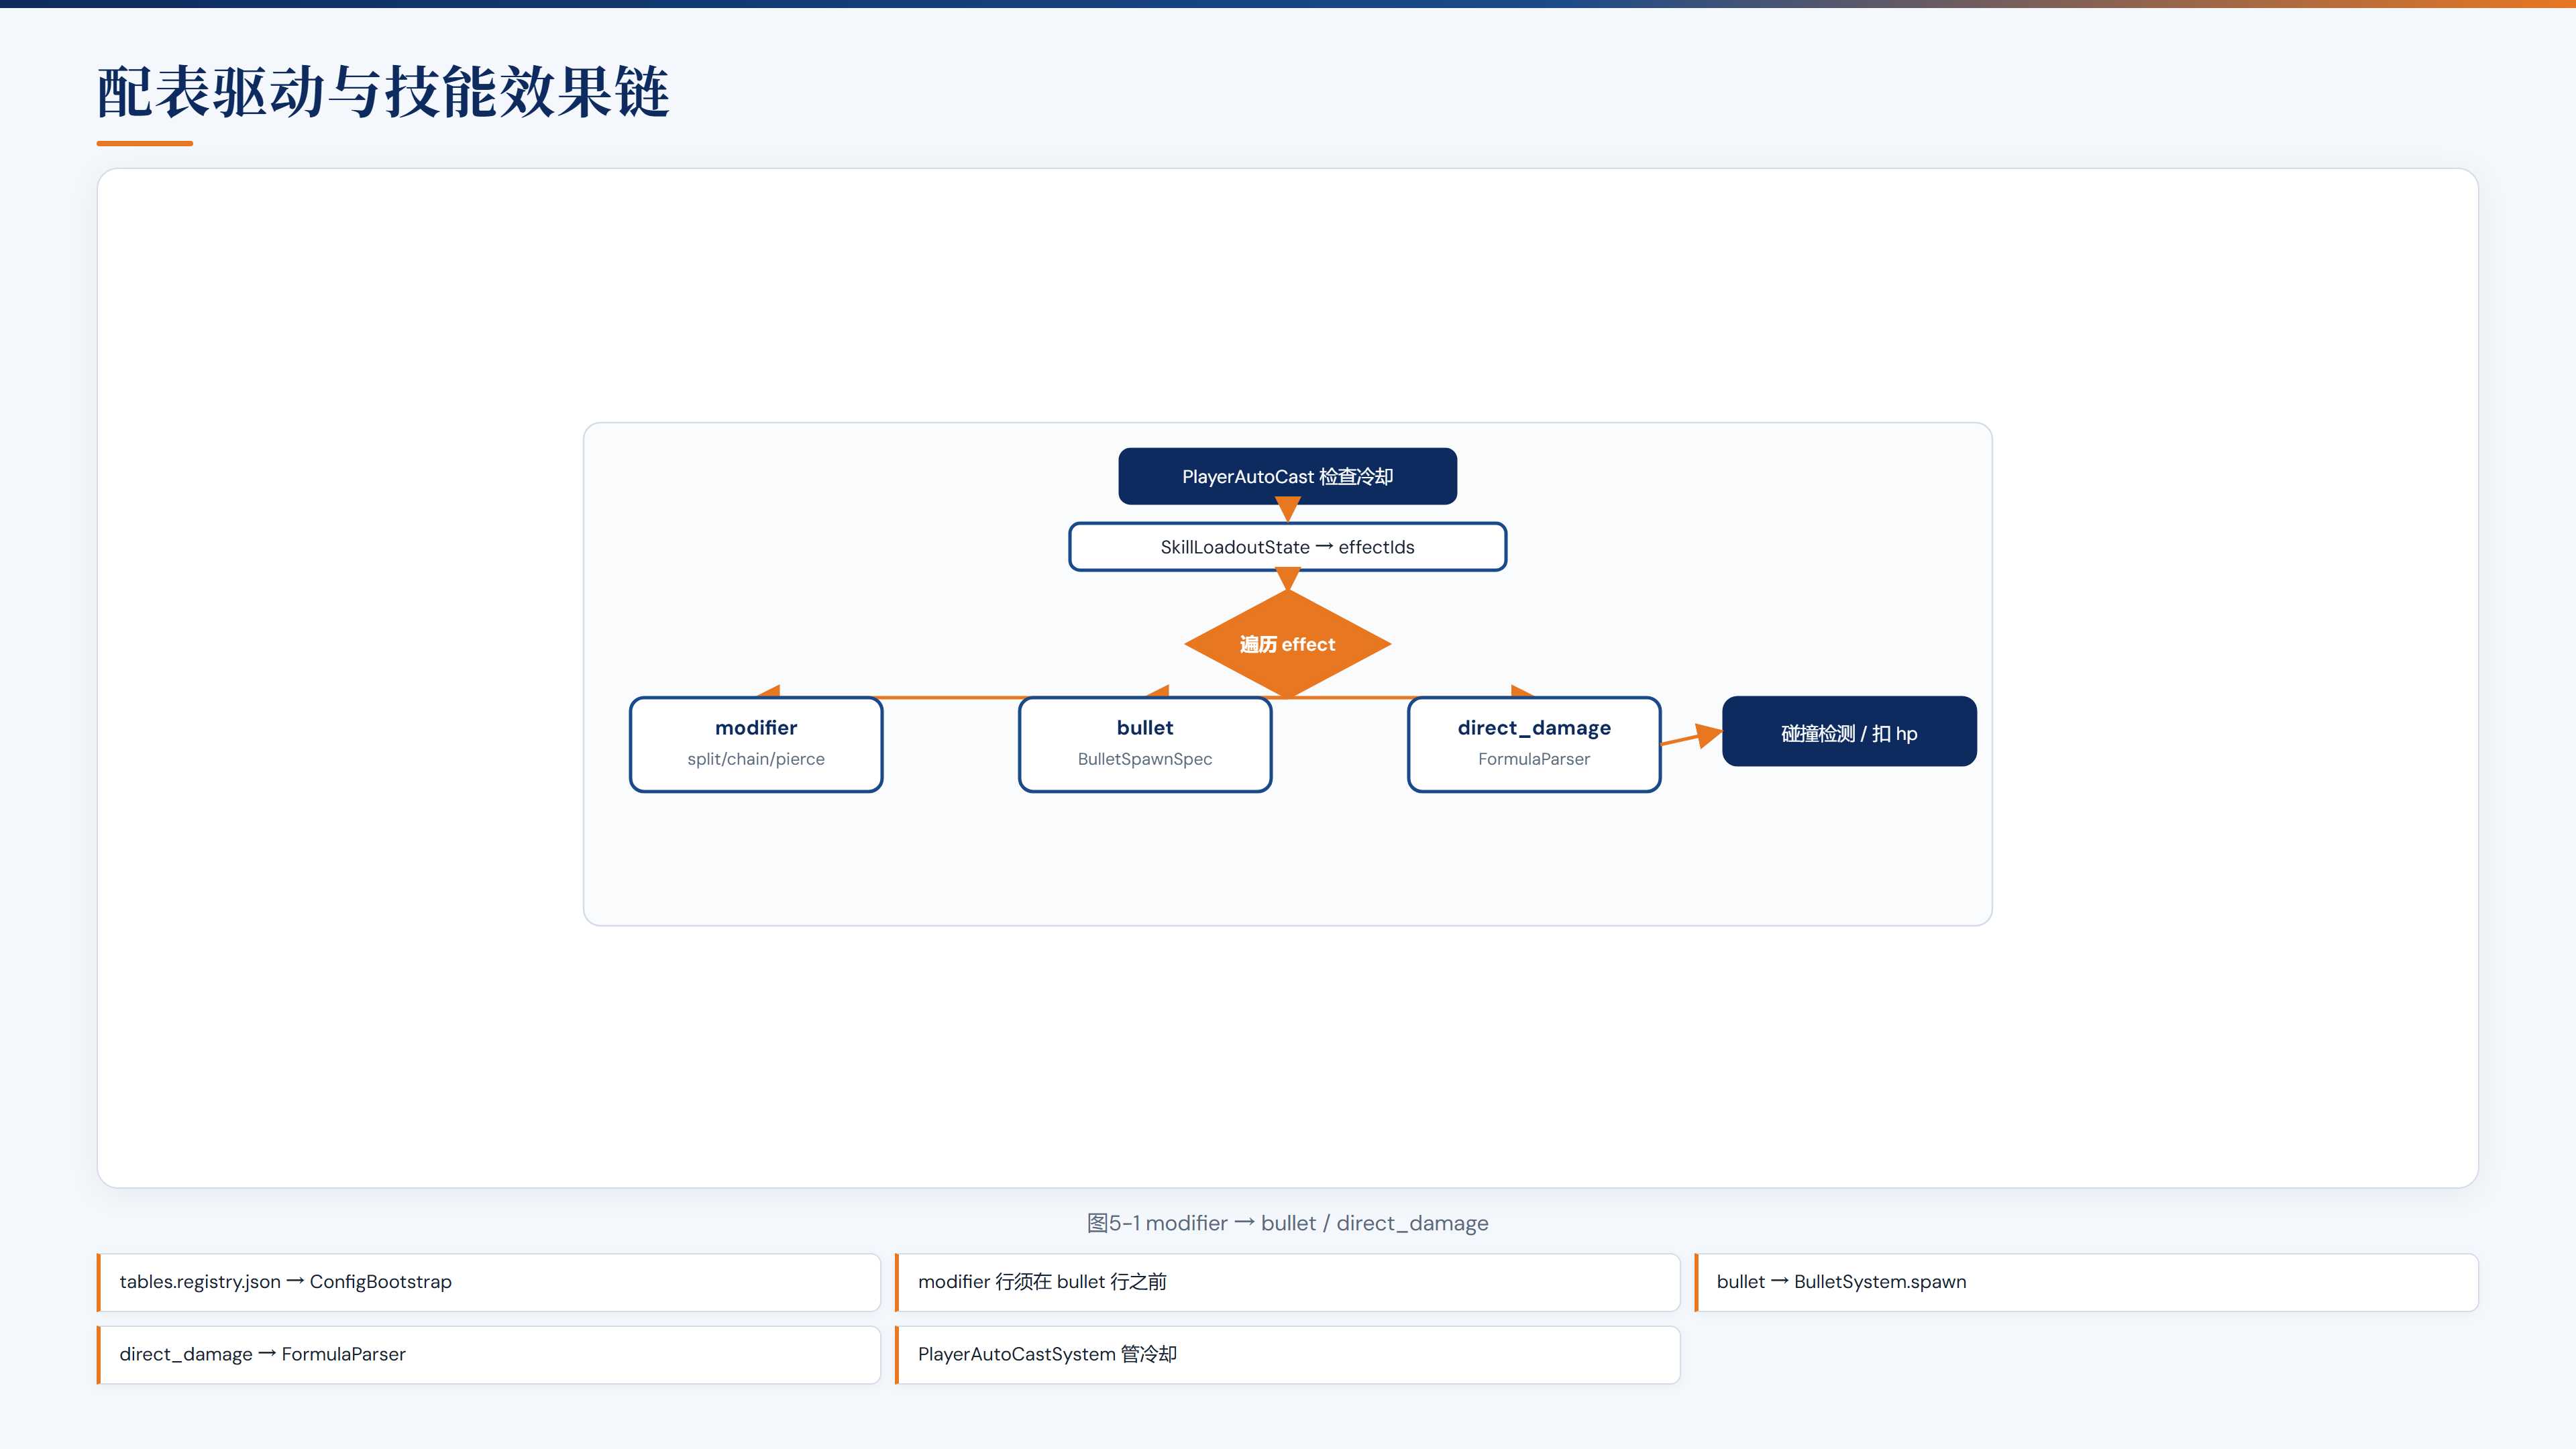 配表驱动与技能效果链
PlayerAutoCast 检查冷却
SkillLoadoutState → effectIds
遍历 effect
modifier
split/chain/pierce
bullet
BulletSpawnSpec
direct_damage
FormulaParser
碰撞检测 / 扣 hp
图5-1 modifier → bullet / direct_damage
tables.registry.json → ConfigBootstrap
modifier 行须在 bullet 行之前
bullet → BulletSystem.spawn
direct_damage → FormulaParser
PlayerAutoCastSystem 管冷却